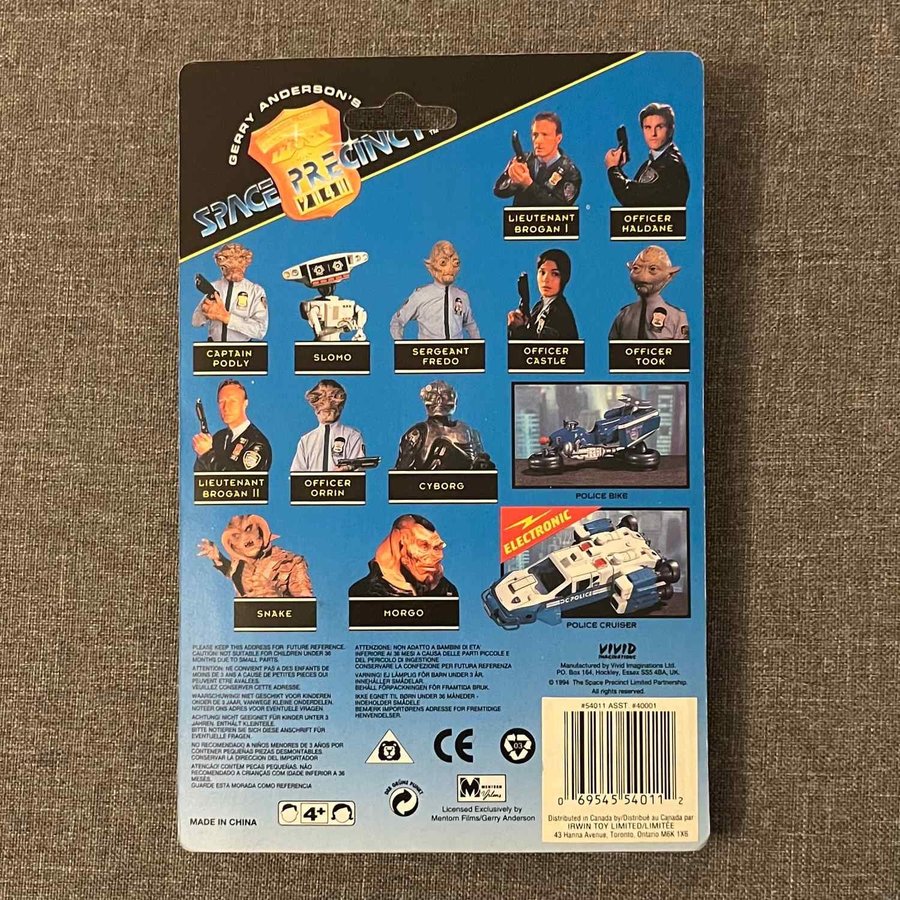 GERRY ANDERSON'S
SPACE PRECINCT™
LIEUTENANT
BROGAN I
OFFICER
HALDANE
CAPTAIN
PODLY
SLOMO
SERGEANT
FREDO
OFFICER
CASTLE
OFFICER
TOOK
LIEUTENANT
BROGAN II
OFFICER
ORRIN
CYBORG
POLICE BIKE
SNAKE
MORGO
ELECTRONIC
DC POLICE
POLICE CRUISER
PLEASE KEEP THIS ADDRESS FOR FUTURE REFERENCE.
CAUTION! NOT SUITABLE FOR CHILDREN UNDER 36
MONTHS DUE TO SMALL PARTS.
ATTENTION: NE CONVIENT PAS A DES ENFANTS DE
MOINS DE 3 ANS A CAUSE DE PETITES PIECES QUI
PEUVENT ETRE AVALEES.
VEUILLEZ CONSERVER CETTE ADRESSE.
WAARSCHUWING! NIET GESCHIKT VOOR KINDEREN
ONDER DE 3 JAAR, VANWEGE KLEINE ONDERDELEN.
NOTEER ONS ADRES VOOR EVENTUELE VRAGEN.
ACHTUNG! NICHT GEEIGNET FÜR KINDER UNTER 3
JAHREN. ENTHÄLT KLEINTEILE.
BITTE NOTIEREN SIE SICH DIESE ANSCHRIFT FÜR
EVENTUELLE FRAGEN.
NO RECOMENDADO A NIÑOS MENORES DE 3 AÑOS POR
CONTENER PEQUEÑAS PIEZAS DESMONTABLES.
CONSERVAR LA DIRECCION DEL IMPORTADOR
ATENCÃO! CONTÉM PEÇAS PEQUENAS. NÃO
RECOMENDADO A CRIANÇAS COM IDADE INFERIOR A 36
MESES.
GUARDE ESTA MORADA COMO REFERENCIA
ATTENZIONE: NON ADATTO A BAMBINI DI ETA'
INFERIORE AI 36 MESI A CAUSA DELLE PARTI PICCOLE E
DEL PERICOLO DI INGESTIONE
CONSERVARE LA CONFEZIONE PER FUTURA REFERENZA
VARNING! EJ LÄMPLIG FÖR BARN UNDER 3 ÅR.
INNEHÅLLER SMÅDELAR.
BEHÅLL FÖRPACKNINGEN FÖR FRAMTIDA BRUK.
IKKE EGNET TIL BØRN UNDER 36 MÅNEDER -
INDEHOLDER SMÅDELE
BEMÆRK IMPORTØRENS ADRESSE FOR FREMTIDIGE
HENVENDELSER.
VIVID
IMAGINATIONS
Manufactured by Vivid Imaginations Ltd.
PO. Box 164, Hockley, Essex SS5 4BA, UK.
© 1994 The Space Precinct Limited Partnership.
All rights reserved.
#54011 ASST. #40001
0 69545 54011 2
Distributed in Canada by/Distribué au Canada par
IRWIN TOY LIMITED/LIMITÉE
43 Hanna Avenue, Toronto, Ontario M6K 1X6
CE
03
DER GRÜNE PUNKT
MENTORN
Films
Licensed Exclusively by
Mentorn Films/Gerry Anderson
MADE IN CHINA
4+